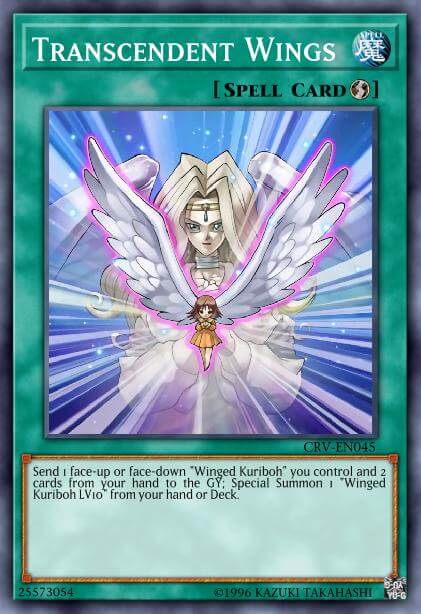 Transcendent Wings
[Spell Card]
CRV-EN045
Send 1 face-up or face-down "Winged Kuriboh" you control and 2
cards from your hand to the GY; Special Summon 1 "Winged
Kuriboh LV10" from your hand or Deck.
25573054
©1996 KAZUKI TAKAHASHI